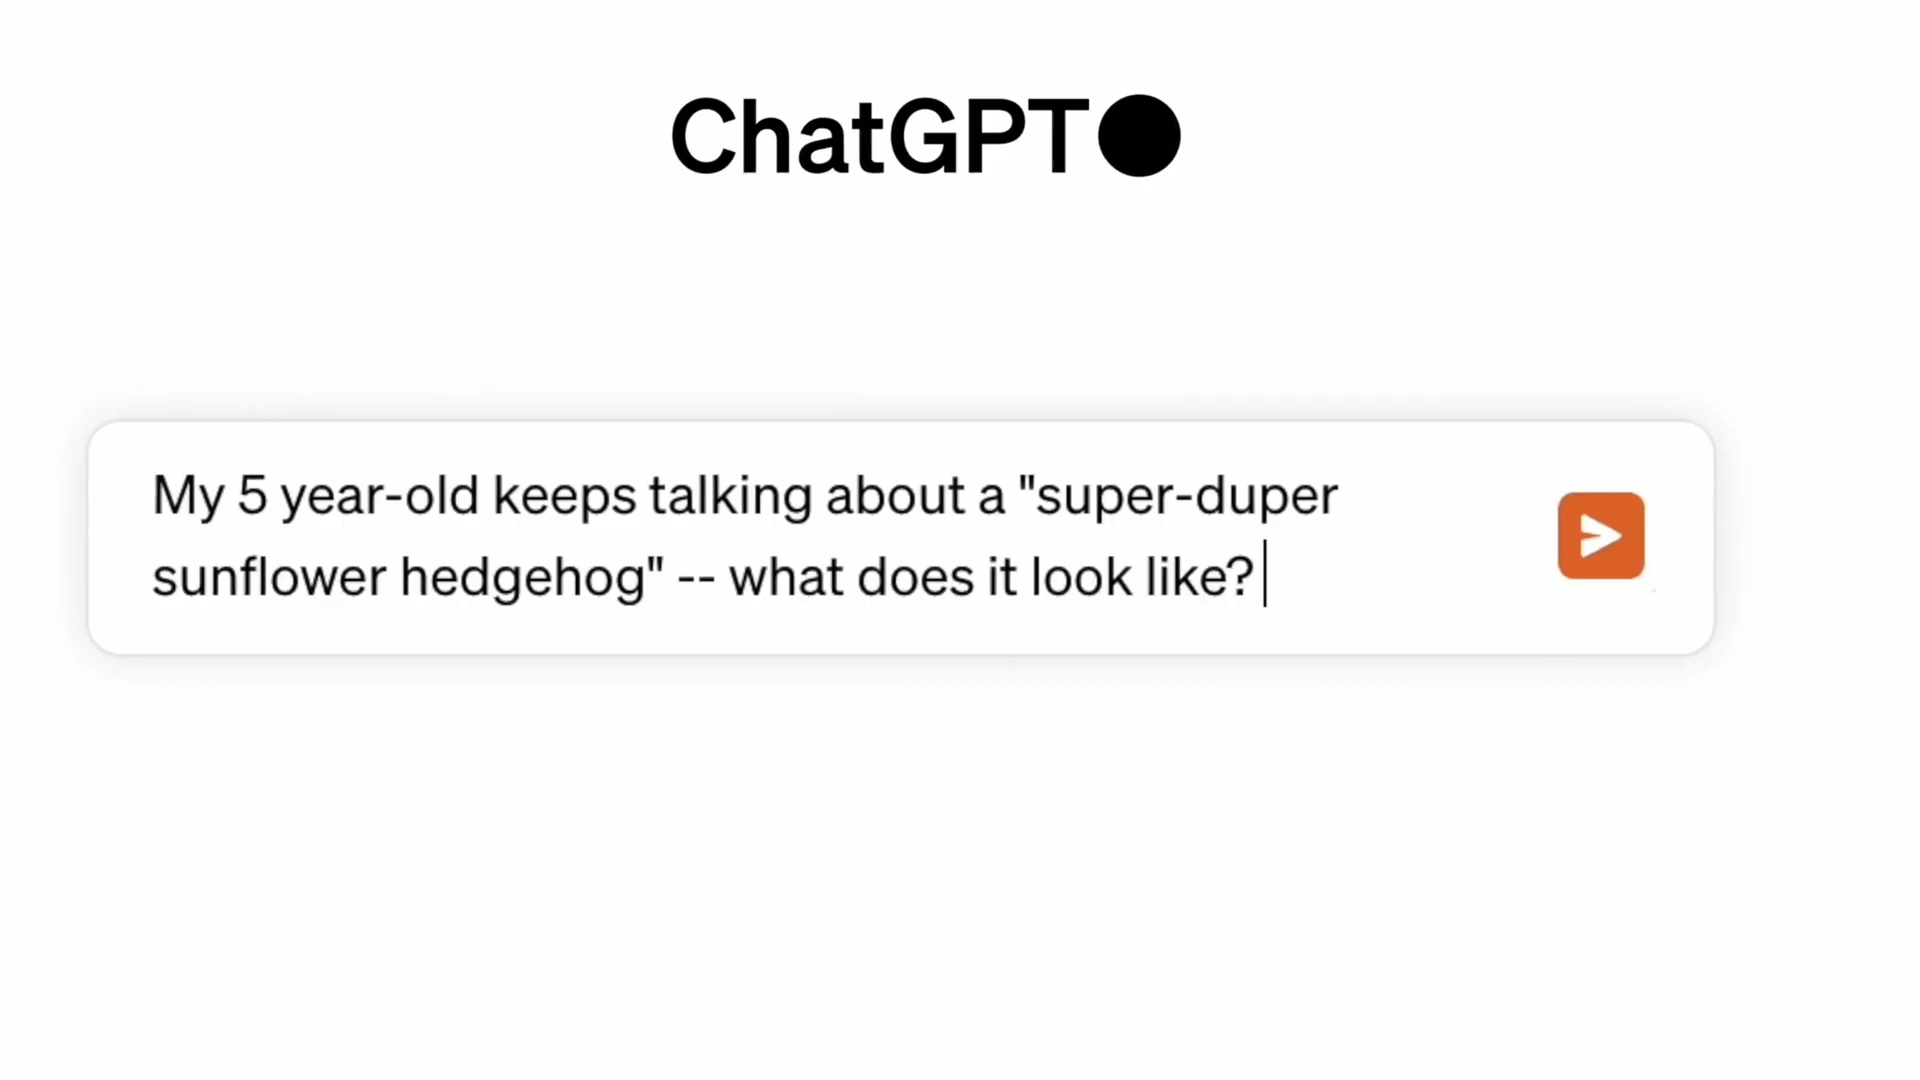 ChatGPT
My 5 year-old keeps talking about a "super-duper
sunflower hedgehog" -- what does it look like?